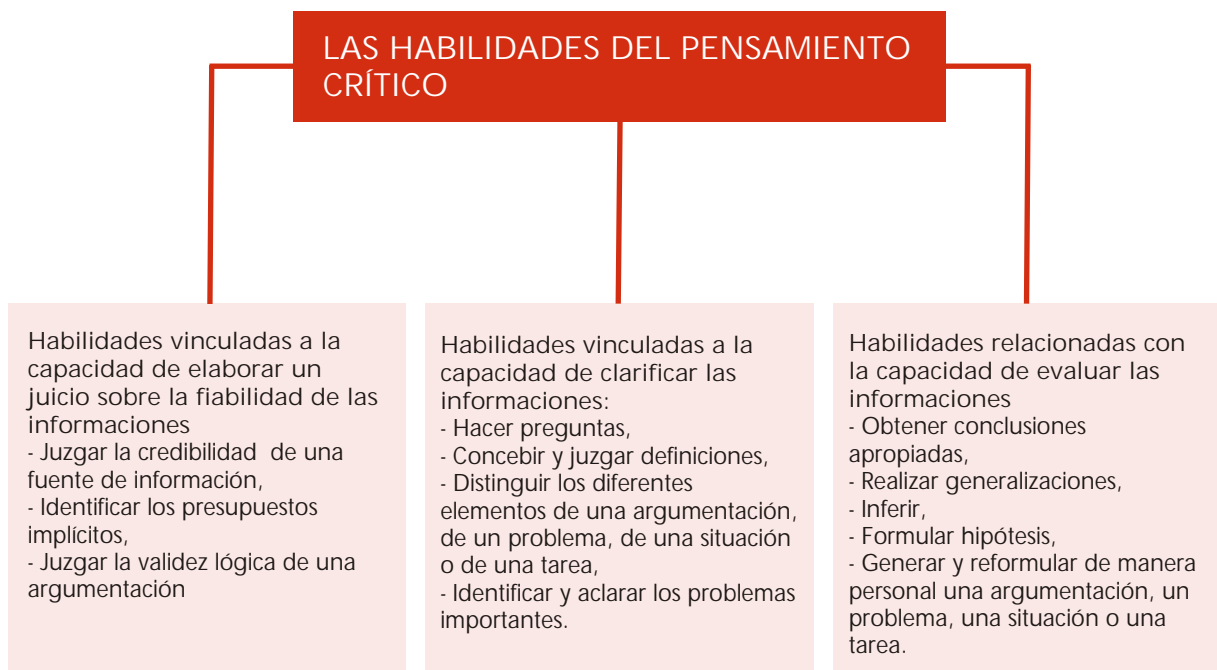 LAS HABILIDADES DEL PENSAMIENTO
CRÍTICO
Habilidades vinculadas a la
capacidad de elaborar un
juicio sobre la fiabilidad de las
informaciones
- Juzgar la credibilidad de una
fuente de información,
- Identificar los presupuestos
implícitos,
- Juzgar la validez lógica de una
argumentación
Habilidades vinculadas a la
capacidad de clarificar las
informaciones:
- Hacer preguntas,
- Concebir y juzgar definiciones,
- Distinguir los diferentes
elementos de una argumentación,
de un problema, de una situación
o de una tarea,
- Identificar y aclarar los problemas
importantes.
Habilidades relacionadas con
la capacidad de evaluar las
informaciones
- Obtener conclusiones
apropiadas,
- Realizar generalizaciones,
- Inferir,
- Formular hipótesis,
- Generar y reformular de manera
personal una argumentación, un
problema, una situación o una
tarea.